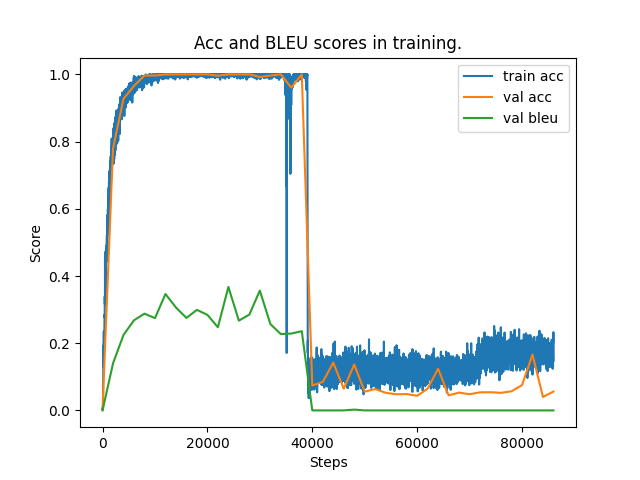 Acc and BLEU scores in training.
1.0
0.8
0.6
0.4
0.2
0.0
Score
train acc
val acc
val bleu
0
20000
40000
60000
80000
Steps